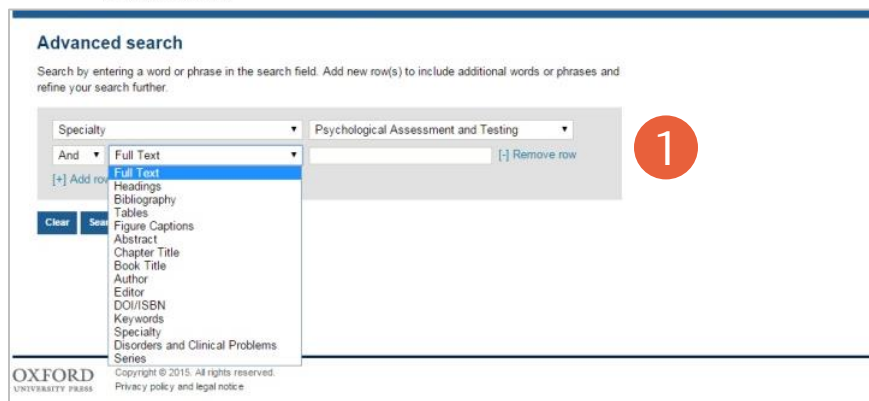 Advanced search
Search by entering a word or phrase in the search field. Add new row(s) to include additional words or phrases and
refine your search further.
Specialty Psychological Assessment and Testing
1
And Full Text [-] Remove row
[+] Add row
Full Text
Headings
Bibliography
Tables
Figure Captions
Abstract
Chapter Title
Book Title
Author
Editor
DOI/ISBN
Keywords
Specialty
Disorders and Clinical Problems
Series
Clear
OXFORD
UNIVERSITY PRESS
Copyright © 2015. All rights reserved.
Privacy policy and legal notice